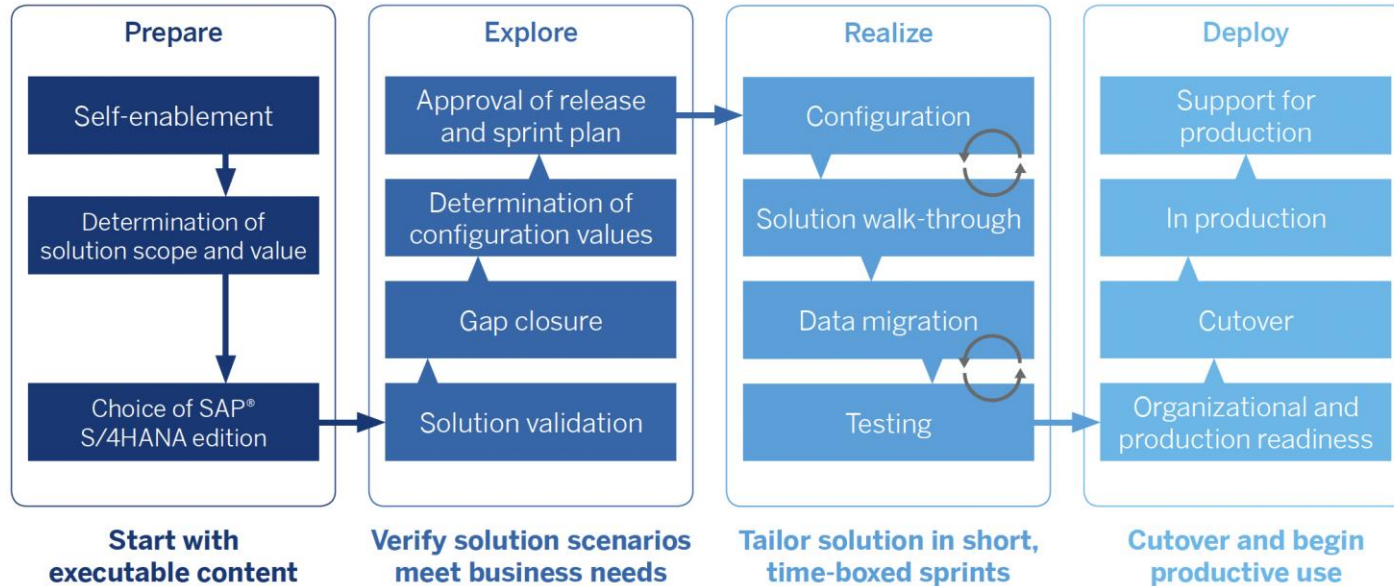 Prepare
Self-enablement
Determination of
solution scope and value
Choice of SAP®
S/4HANA edition
Start with
executable content
Explore
Approval of release
and sprint plan
Determination of
configuration values
Gap closure
Solution validation
Verify solution scenarios
meet business needs
Realize
Configuration
Solution walk-through
Data migration
Testing
Tailor solution in short,
time-boxed sprints
Deploy
Support for
production
In production
Cutover
Organizational and
production readiness
Cutover and begin
productive use